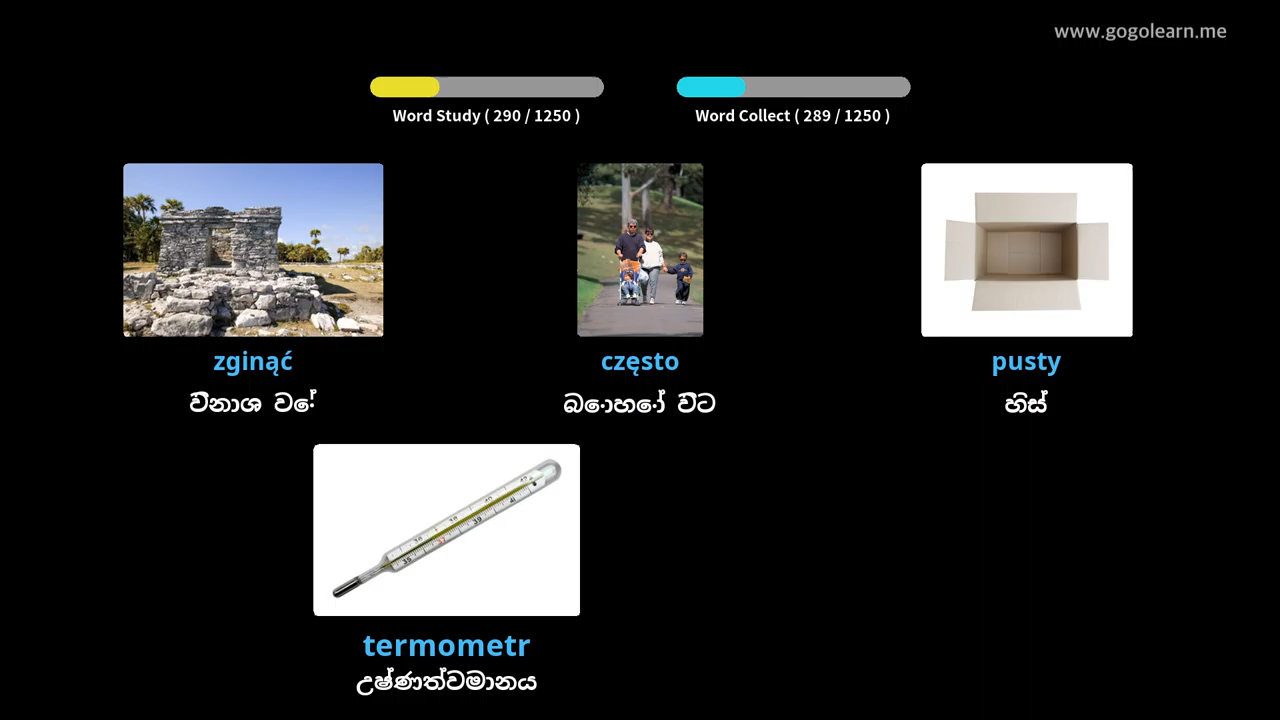 www.gogolearn.me
Word Study ( 290 / 1250 )
Word Collect ( 289 / 1250 )
zginąć
විනාශ වේ
często
බොහෝ විට
pusty
හිස්
termometr
උෂ්ණත්වමානය